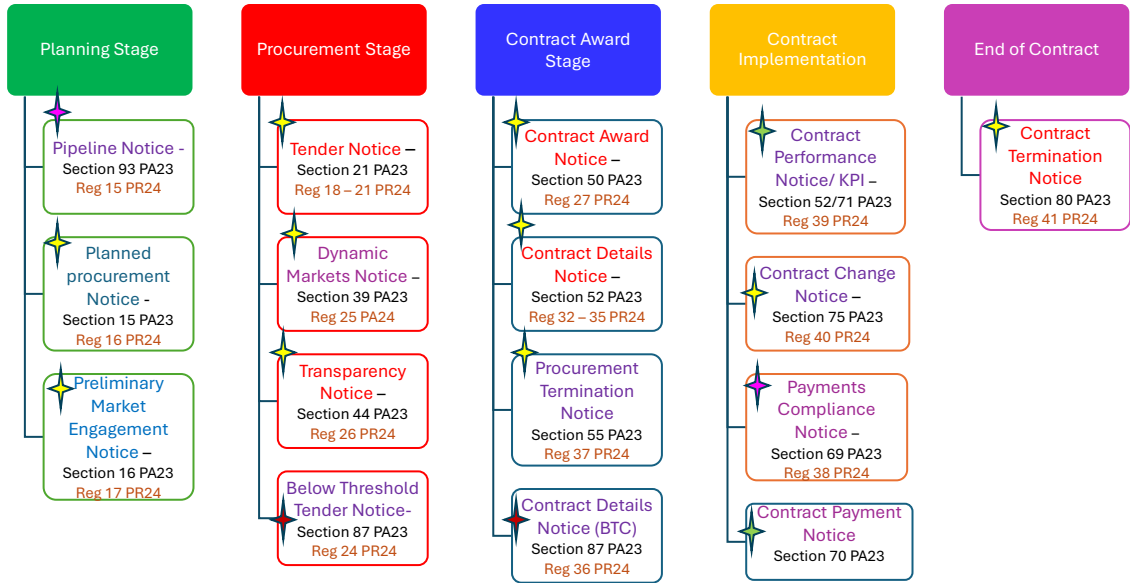 Planning Stage
Pipeline Notice -
Section 93 PA23
Reg 15 PR24
Planned
procurement
Notice -
Section 15 PA23
Reg 16 PR24
Preliminary
Market
Engagement
Notice –
Section 16 PA23
Reg 17 PR24
Procurement Stage
Tender Notice –
Section 21 PA23
Reg 18 – 21 PR24
Dynamic
Markets Notice –
Section 39 PA23
Reg 25 PA24
Transparency
Notice –
Section 44 PA23
Reg 26 PR24
Below Threshold
Tender Notice-
Section 87 PA23
Reg 24 PR24
Contract Award
Stage
Contract Award
Notice –
Section 50 PA23
Reg 27 PR24
Contract Details
Notice –
Section 52 PA23
Reg 32 – 35 PR24
Procurement
Termination
Notice
Section 55 PA23
Reg 37 PR24
Contract Details
Notice (BTC)
Section 87 PA23
Reg 36 PR24
Contract
Implementation
Contract
Performance
Notice/ KPI –
Section 52/71 PA23
Reg 39 PR24
Contract Change
Notice –
Section 75 PA23
Reg 40 PR24
Payments
Compliance
Notice –
Section 69 PA23
Reg 38 PR24
Contract Payment
Notice
Section 70 PA23
End of Contract
Contract
Termination
Notice
Section 80 PA23
Reg 41 PR24